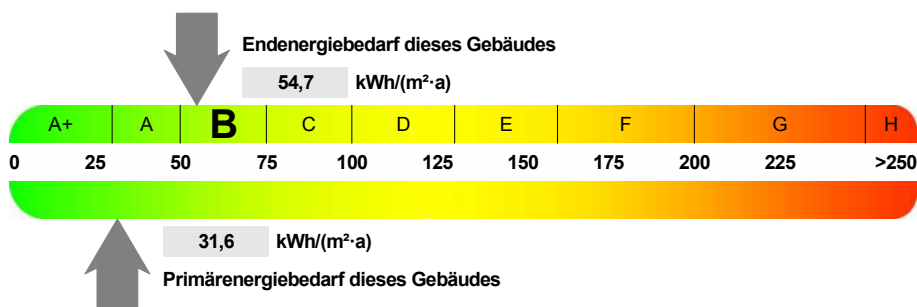 Endenergiebedarf dieses Gebäudes
54,7 kWh/(m²·a)
A+ A B C D E F G H
0 25 50 75 100 125 150 175 200 225 >250
31,6 kWh/(m²·a)
Primärenergiebedarf dieses Gebäudes